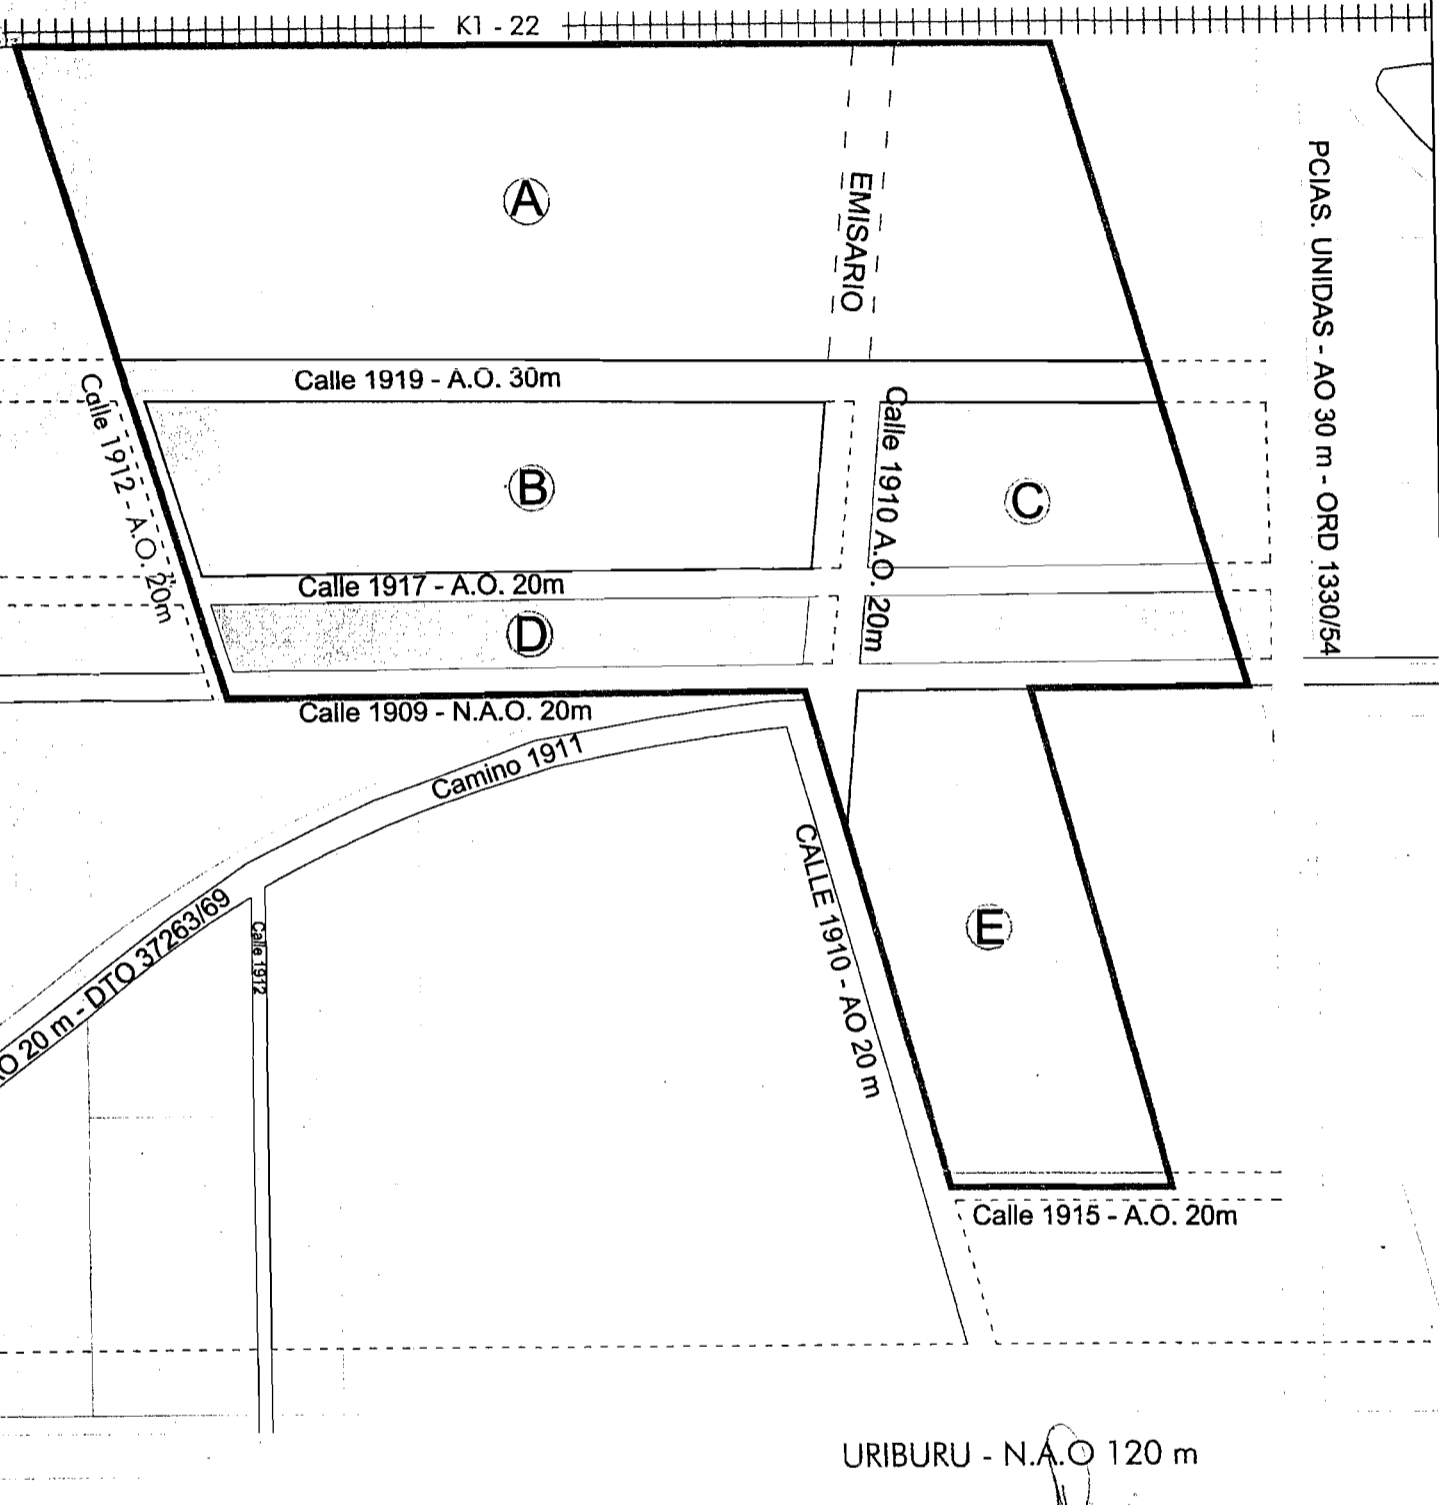 K1 - 22
A
EMISARIO
PCIAS. UNIDAS - AO 30 m - ORD 1330/54
Calle 1919 - A.O. 30m
Calle 1912 - A.O. 20m
B
Calle 1910 A.O. 20m
C
Calle 1917 - A.O. 20m
D
Calle 1909 - N.A.O. 20m
Camino 1911
CALLE 1910 - AO 20 m
E
AO 20 m - DTO 37263/69
Calle 1912
Calle 1915 - A.O. 20m
URIBURU - N.A.O 120 m